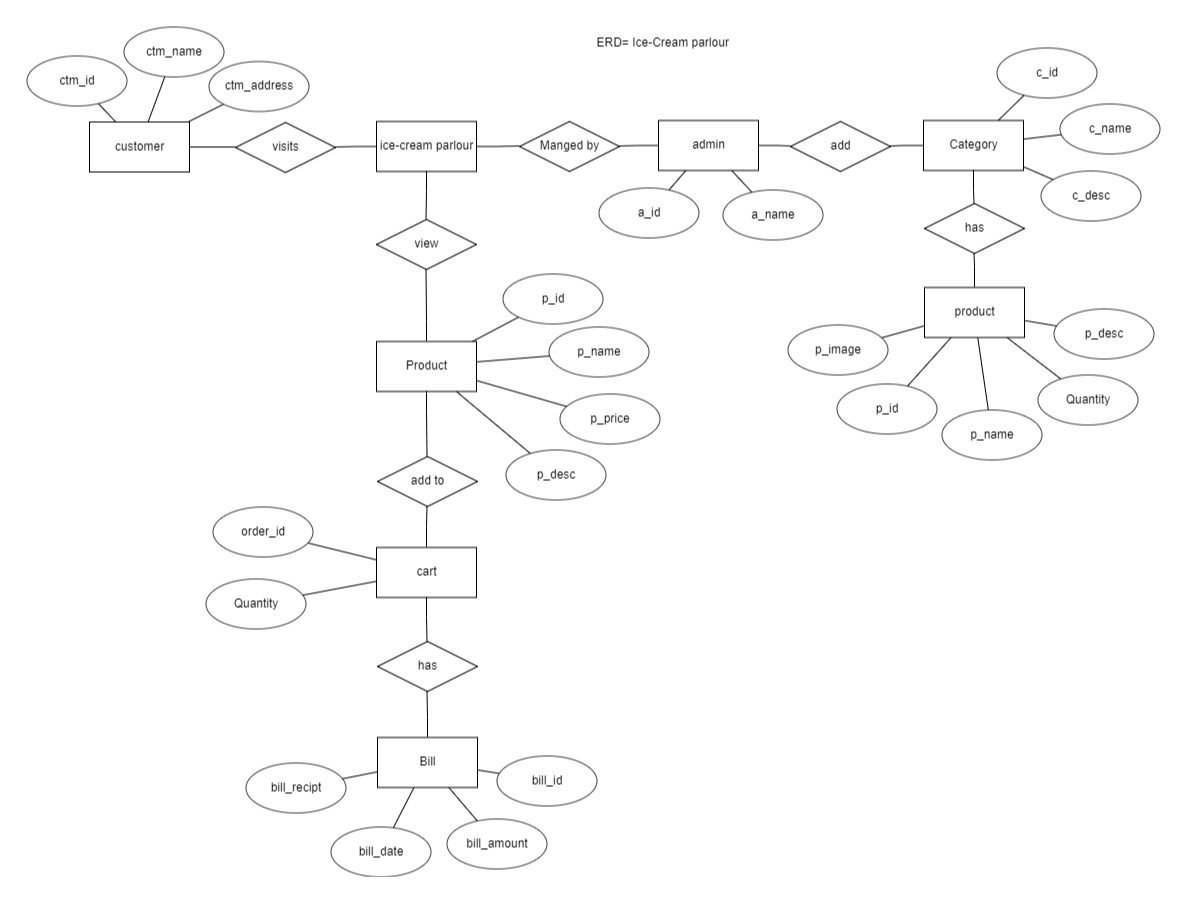 ERD= Ice-Cream parlour
ctm_name
ctm_id
ctm_address
c_id
c_name
customer
visits
ice-cream parlour
Manged by
admin
add
Category
c_desc
a_id
a_name
view
has
p_id
product
p_name
p_image
p_desc
Product
p_price
p_id
Quantity
p_name
p_desc
add to
order_id
cart
Quantity
has
Bill
bill_recipt
bill_id
bill_date
bill_amount